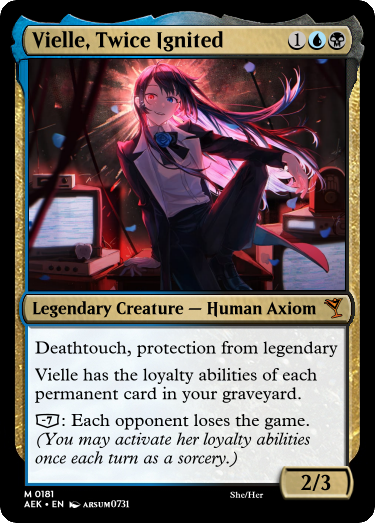 Vielle, Twice Ignited 1
Legendary Creature — Human Axiom
Deathtouch, protection from legendary
Vielle has the loyalty abilities of each
permanent card in your graveyard.
-7: Each opponent loses the game.
(You may activate her loyalty abilities
once each turn as a sorcery.)
2/3
M 0181
AEK • EN ARSUM0731
She/Her